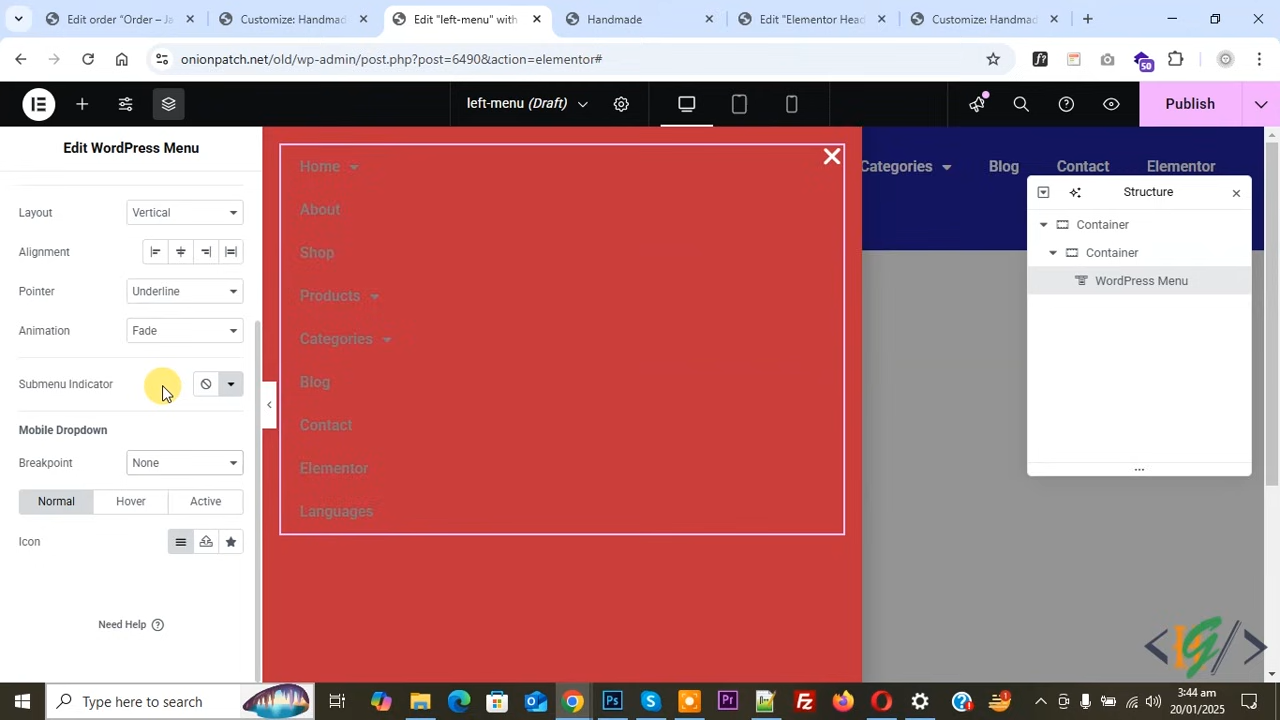 Edit order “Order – Ja
Customize: Handmad
Edit "left-menu" with
Handmade
Edit "Elementor Head
Customize: Handmad
onionpatch.net/old/wp-admin/post.php?post=6490&action=elementor#
50
left-menu (Draft)
Publish
Edit WordPress Menu
Layout
Vertical
Alignment
Pointer
Underline
Animation
Fade
Submenu Indicator
Mobile Dropdown
Breakpoint
None
Normal
Hover
Active
Icon
Need Help
Home
About
Shop
Products
Categories
Blog
Contact
Elementor
Languages
Categories
Blog
Contact
Elementor
Structure
Container
Container
WordPress Menu
Type here to search
3:44 am
20/01/2025